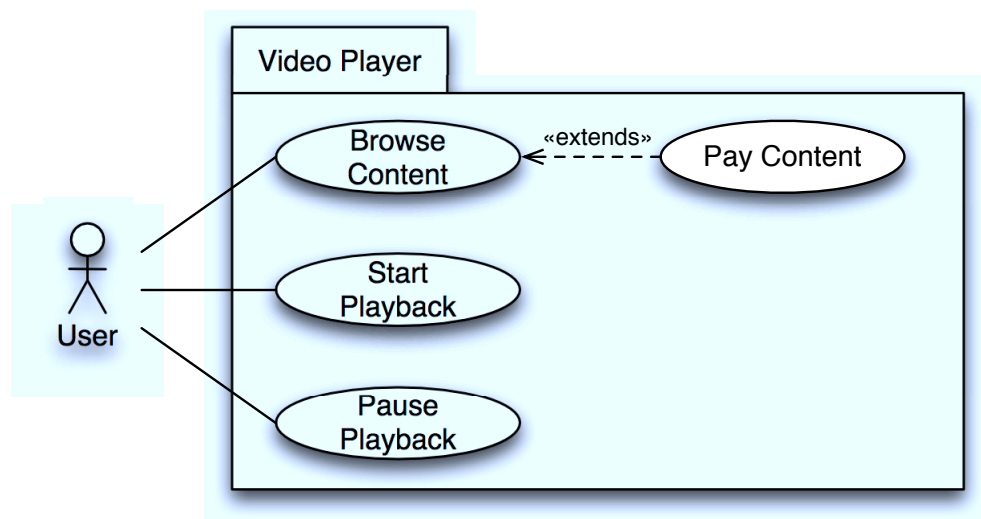 Video Player
Browse
Content
«extends»
Pay Content
Start
Playback
User
Pause
Playback